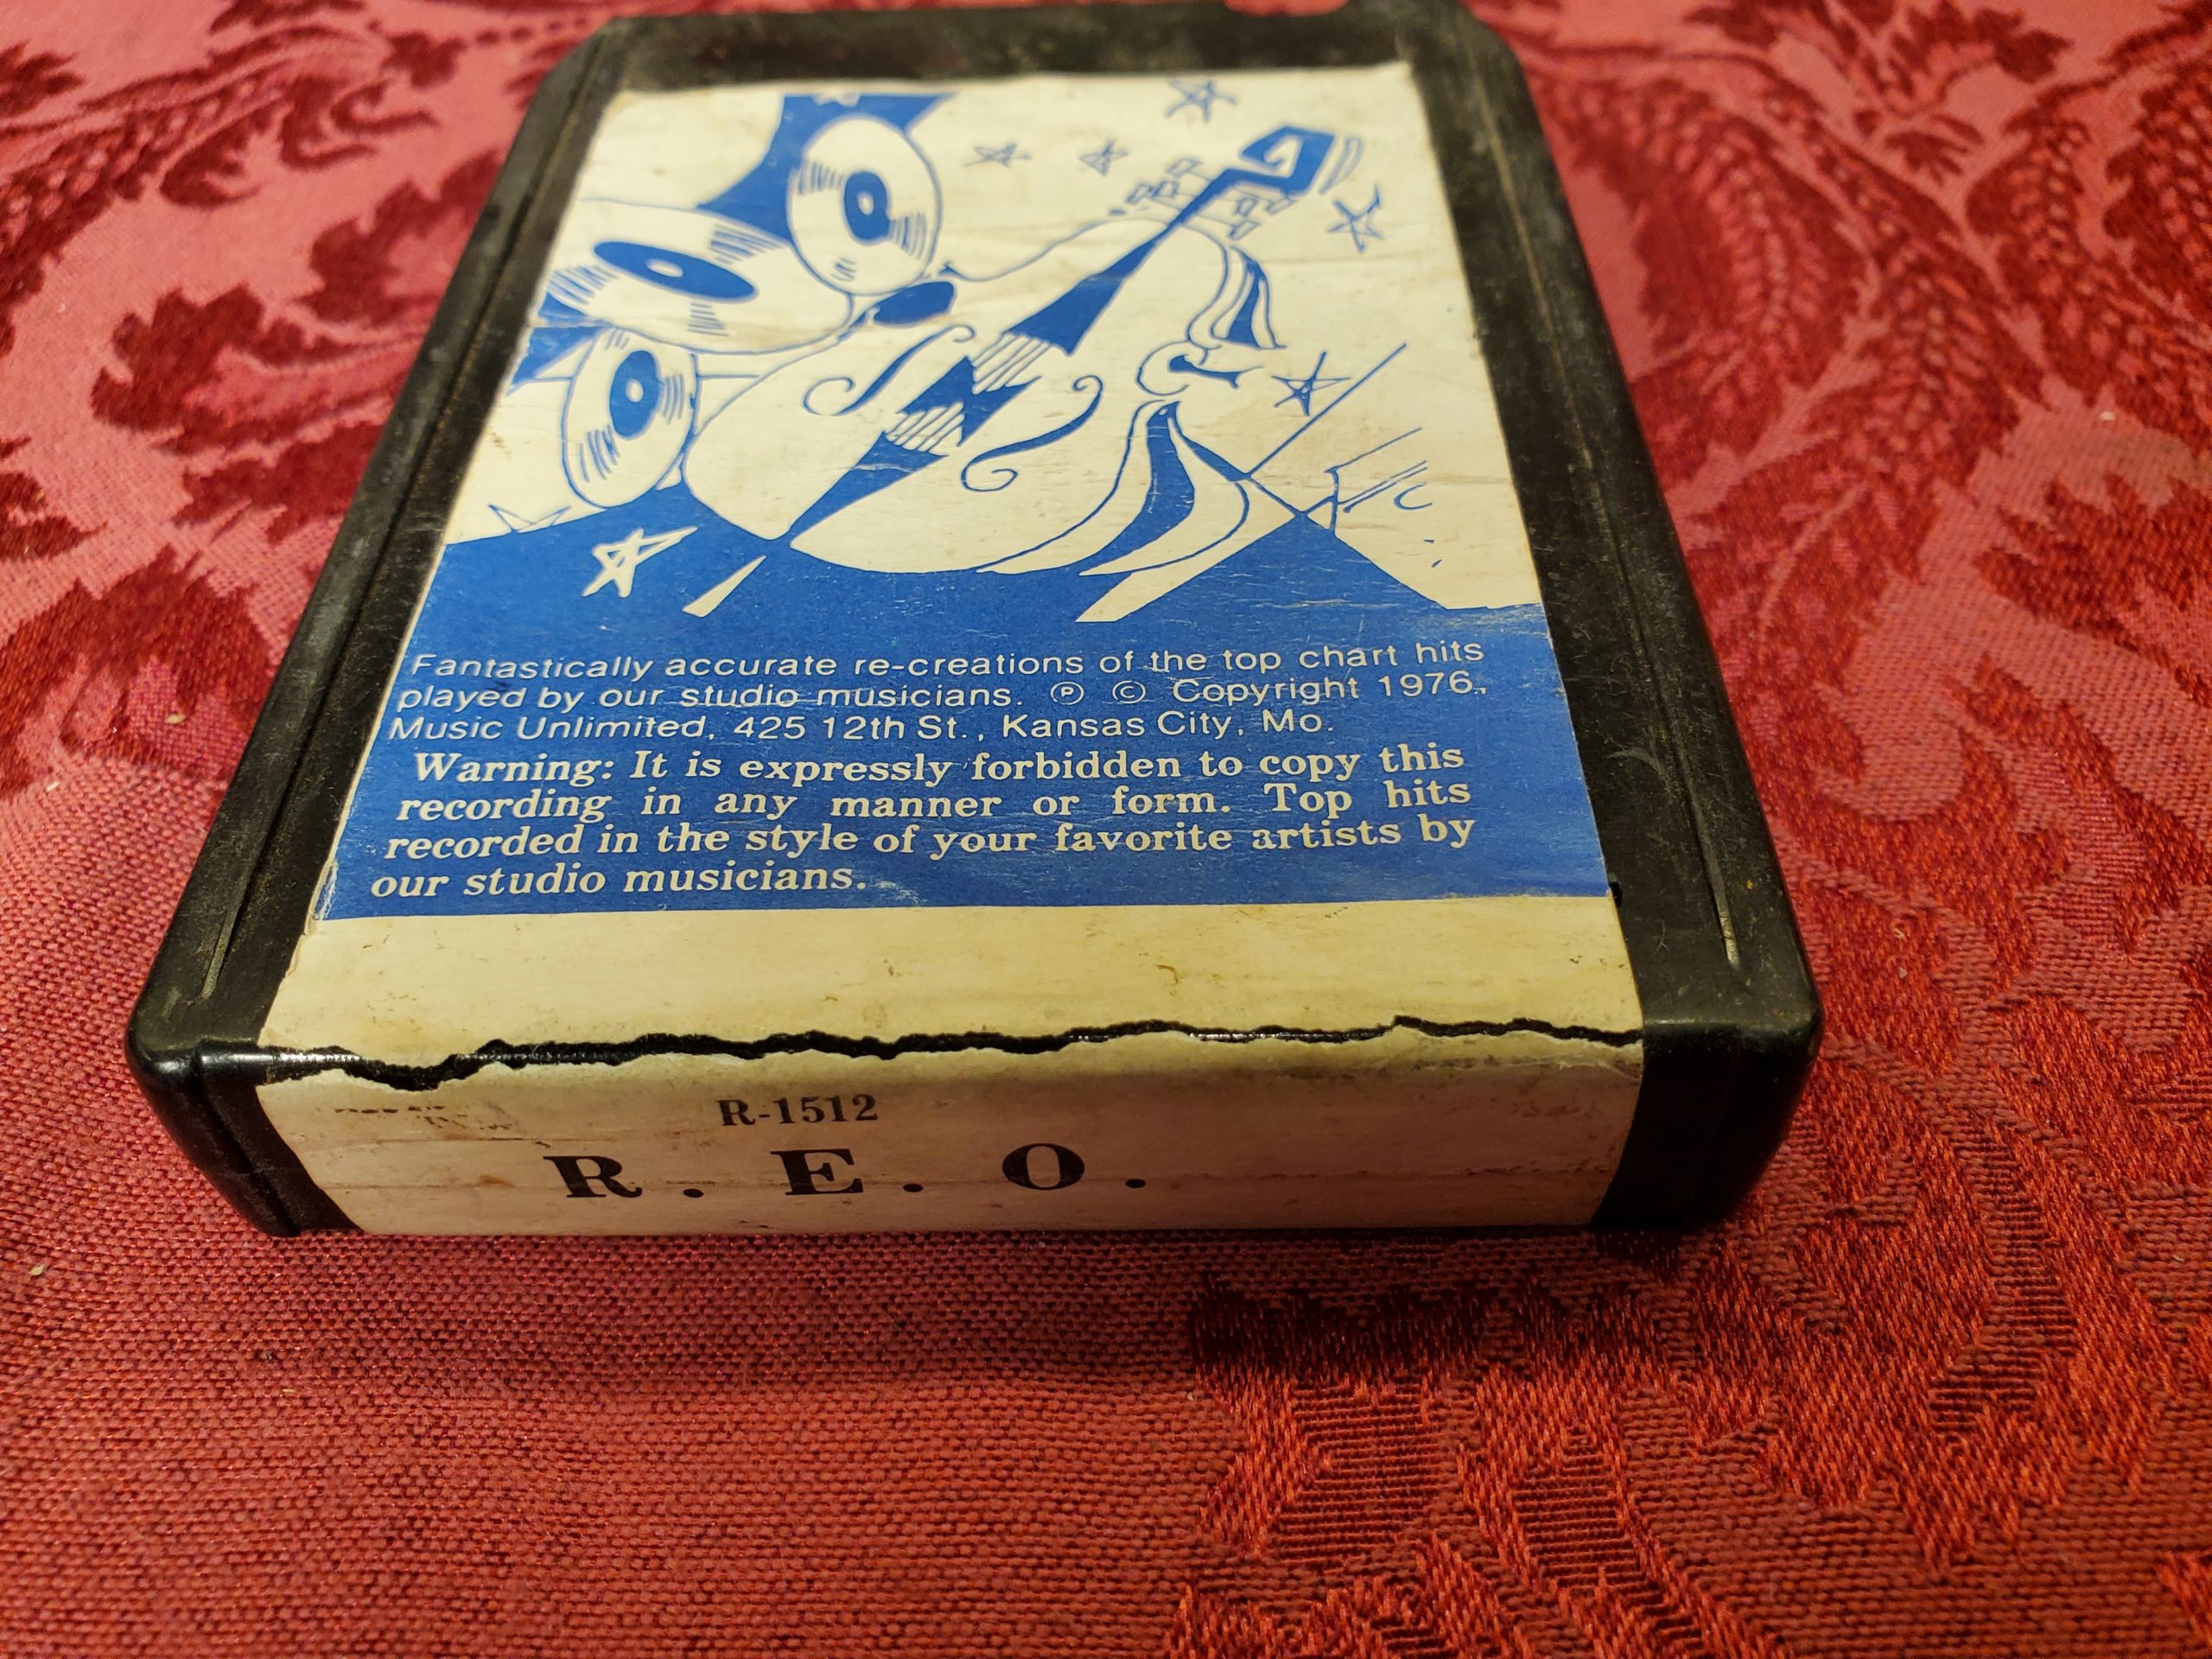 Fantastically accurate re-creations of the top chart hits
played by our studio musicians. ℗ © Copyright 1976.,
Music Unlimited, 425 12th St., Kansas City, Mo.
Warning: It is expressly forbidden to copy this
recording in any manner or form. Top hits
recorded in the style of your favorite artists by
our studio musicians.
R-1512
R. E. O.